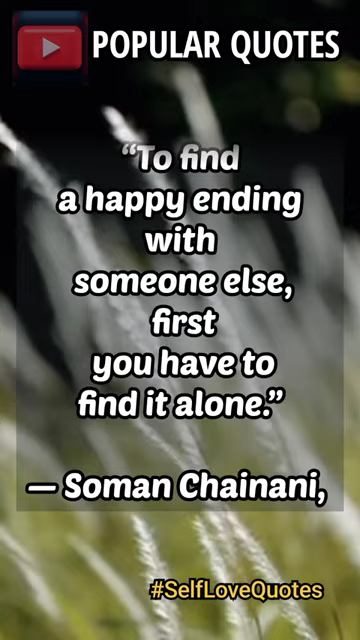 POPULAR QUOTES
“To find
a happy ending
with
someone else,
first
you have to
find it alone.”
— Soman Chainani,
#SelfLoveQuotes